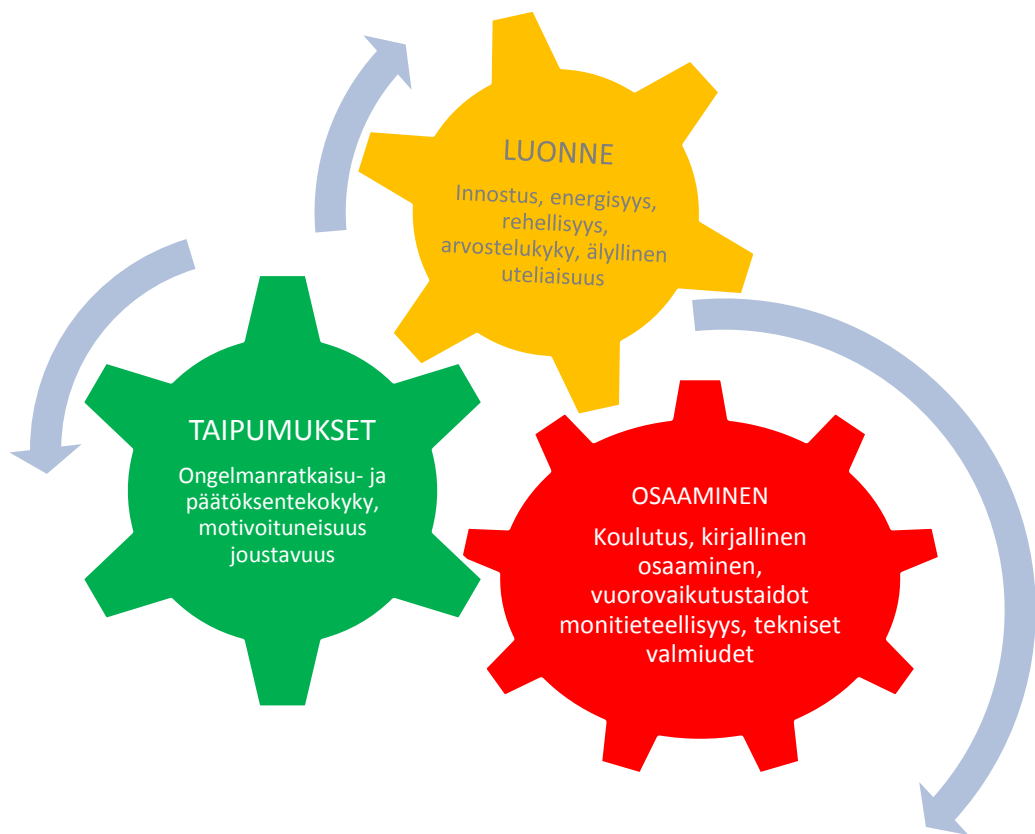 LUONNE
Innostus, energisyys,
rehellisyys,
arvostelukyky, älyllinen
uteliaisuus
TAIPUMUKSET
Ongelmanratkaisu- ja
päätöksentekokyky,
motivoituneisuus
joustavuus
OSAAMINEN
Koulutus, kirjallinen
osaaminen,
vuorovaikutustaidot
monitieteellisyys, tekniset
valmiudet